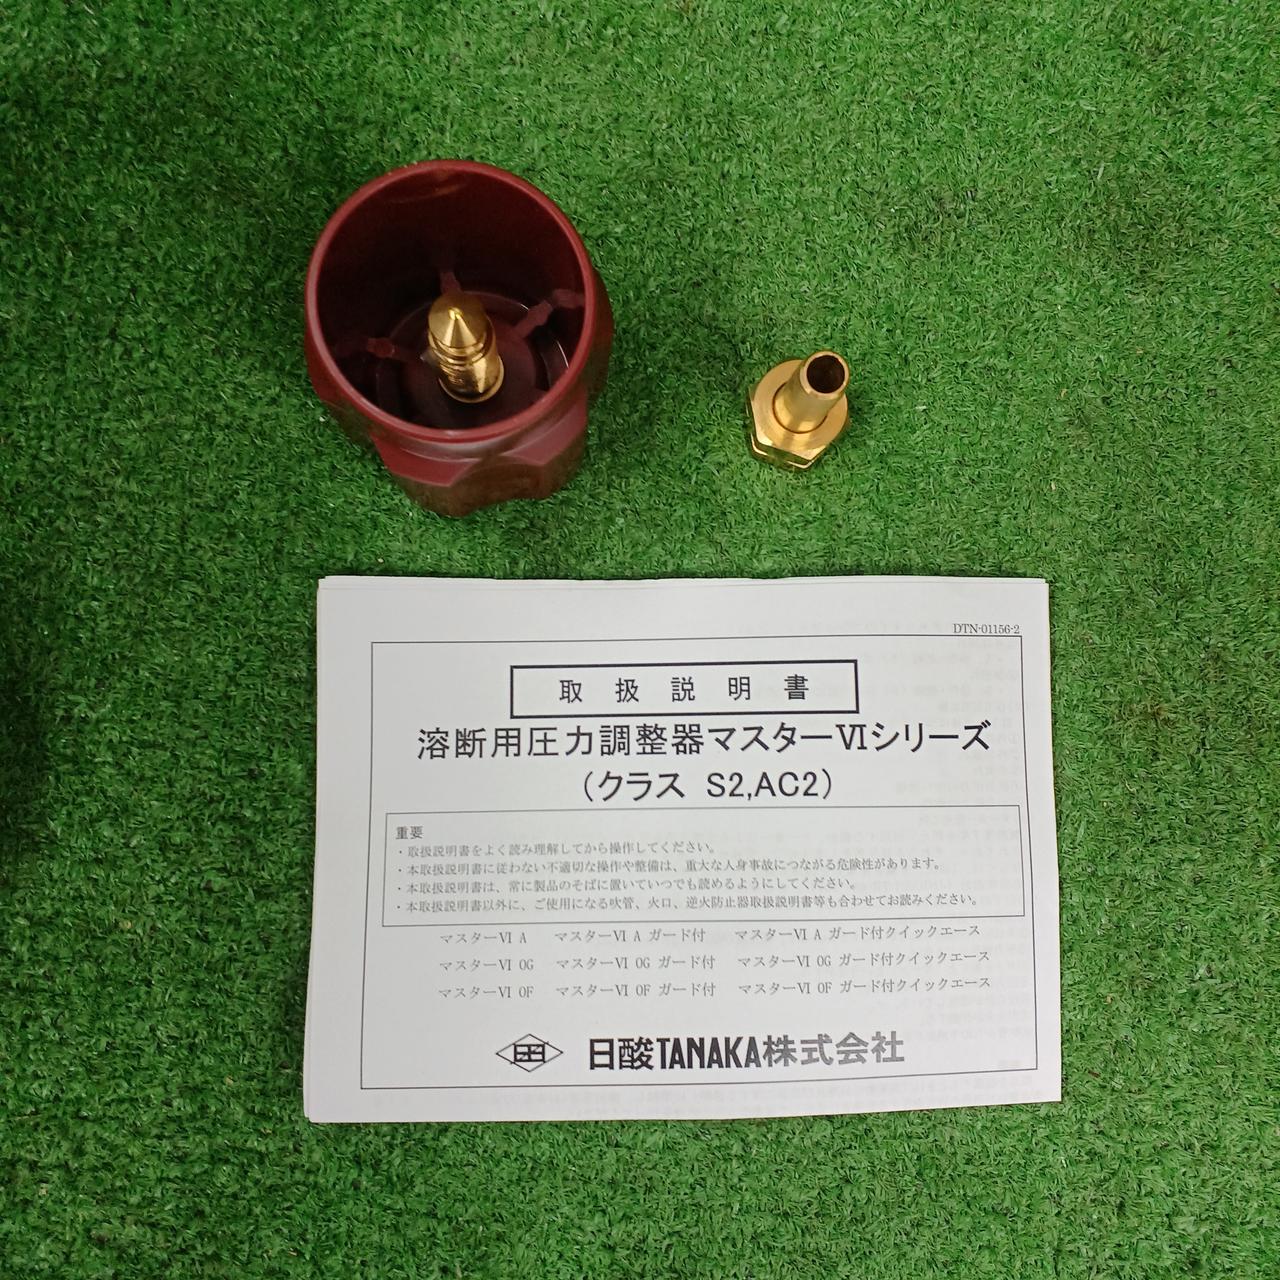 DTN-01156-2
取扱説明書
溶断用圧力調整器マスターⅥシリーズ
(クラス S2,AC2)
重要
・取扱説明書をよく読み理解してから操作してください。
・本取扱説明書に従わない不適切な操作や整備は、重大な人身事故につながる危険性があります。
・本取扱説明書は、常に製品のそばに置いていつでも読めるようにしてください。
・本取扱説明書以外に、ご使用になる吹管、火口、逆火防止器取扱説明書等も合わせてお読みください。
マスターⅥ A マスターⅥ A ガード付 マスターⅥ A ガード付クイックエース
マスターⅥ OG マスターⅥ OG ガード付 マスターⅥ OG ガード付クイックエース
マスターⅥ OF マスターⅥ OF ガード付 マスターⅥ OF ガード付クイックエース
日酸TANAKA株式会社